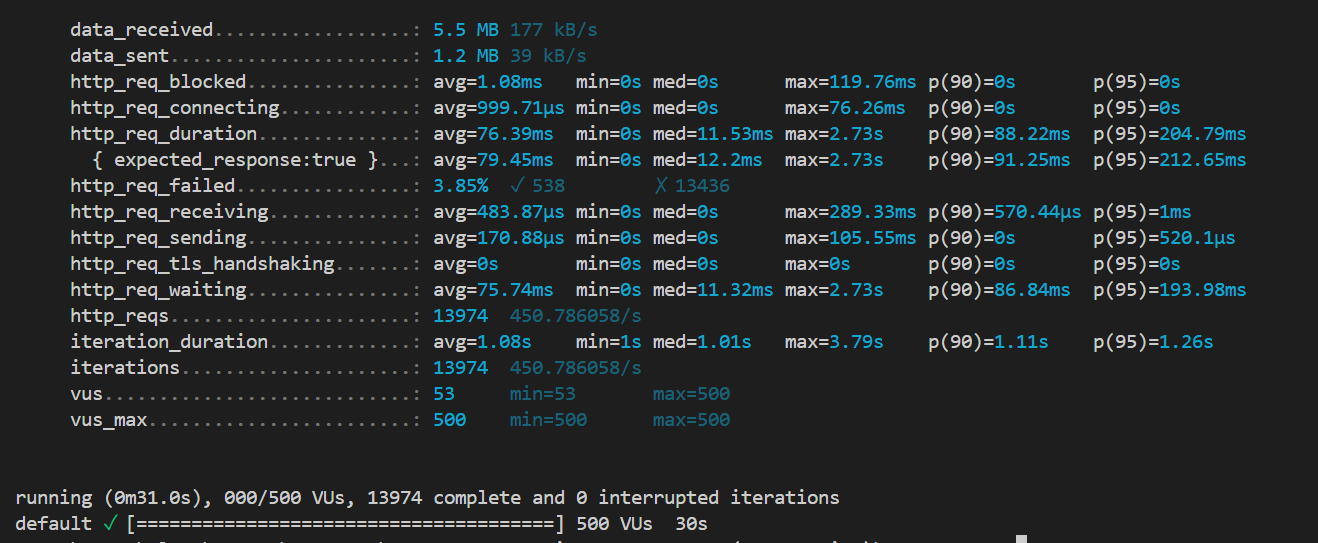 data_received..................: 5.5 MB 177 kB/s
data_sent......................: 1.2 MB 39 kB/s
http_req_blocked...............: avg=1.08ms   min=0s med=0s      max=119.76ms p(90)=0s       p(95)=0s
http_req_connecting............: avg=999.71µs min=0s med=0s      max=76.26ms  p(90)=0s       p(95)=0s
http_req_duration..............: avg=76.39ms  min=0s med=11.53ms max=2.73s    p(90)=88.22ms  p(95)=204.79ms
{ expected_response:true }...: avg=79.45ms  min=0s med=12.2ms  max=2.73s    p(90)=91.25ms  p(95)=212.65ms
http_req_failed................: 3.85%  ✓ 538        ✗ 13436
http_req_receiving.............: avg=483.87µs min=0s med=0s      max=289.33ms p(90)=570.44µs p(95)=1ms
http_req_sending...............: avg=170.88µs min=0s med=0s      max=105.55ms p(90)=0s       p(95)=520.1µs
http_req_tls_handshaking.......: avg=0s       min=0s med=0s      max=0s       p(90)=0s       p(95)=0s
http_req_waiting...............: avg=75.74ms  min=0s med=11.32ms max=2.73s    p(90)=86.84ms  p(95)=193.98ms
http_reqs......................: 13974  450.786058/s
iteration_duration.............: avg=1.08s    min=1s med=1.01s   max=3.79s    p(90)=1.11s    p(95)=1.26s
iterations.....................: 13974  450.786058/s
vus............................: 53     min=53       max=500
vus_max........................: 500    min=500      max=500
running (0m31.0s), 000/500 VUs, 13974 complete and 0 interrupted iterations
default ✓ [======================================] 500 VUs  30s